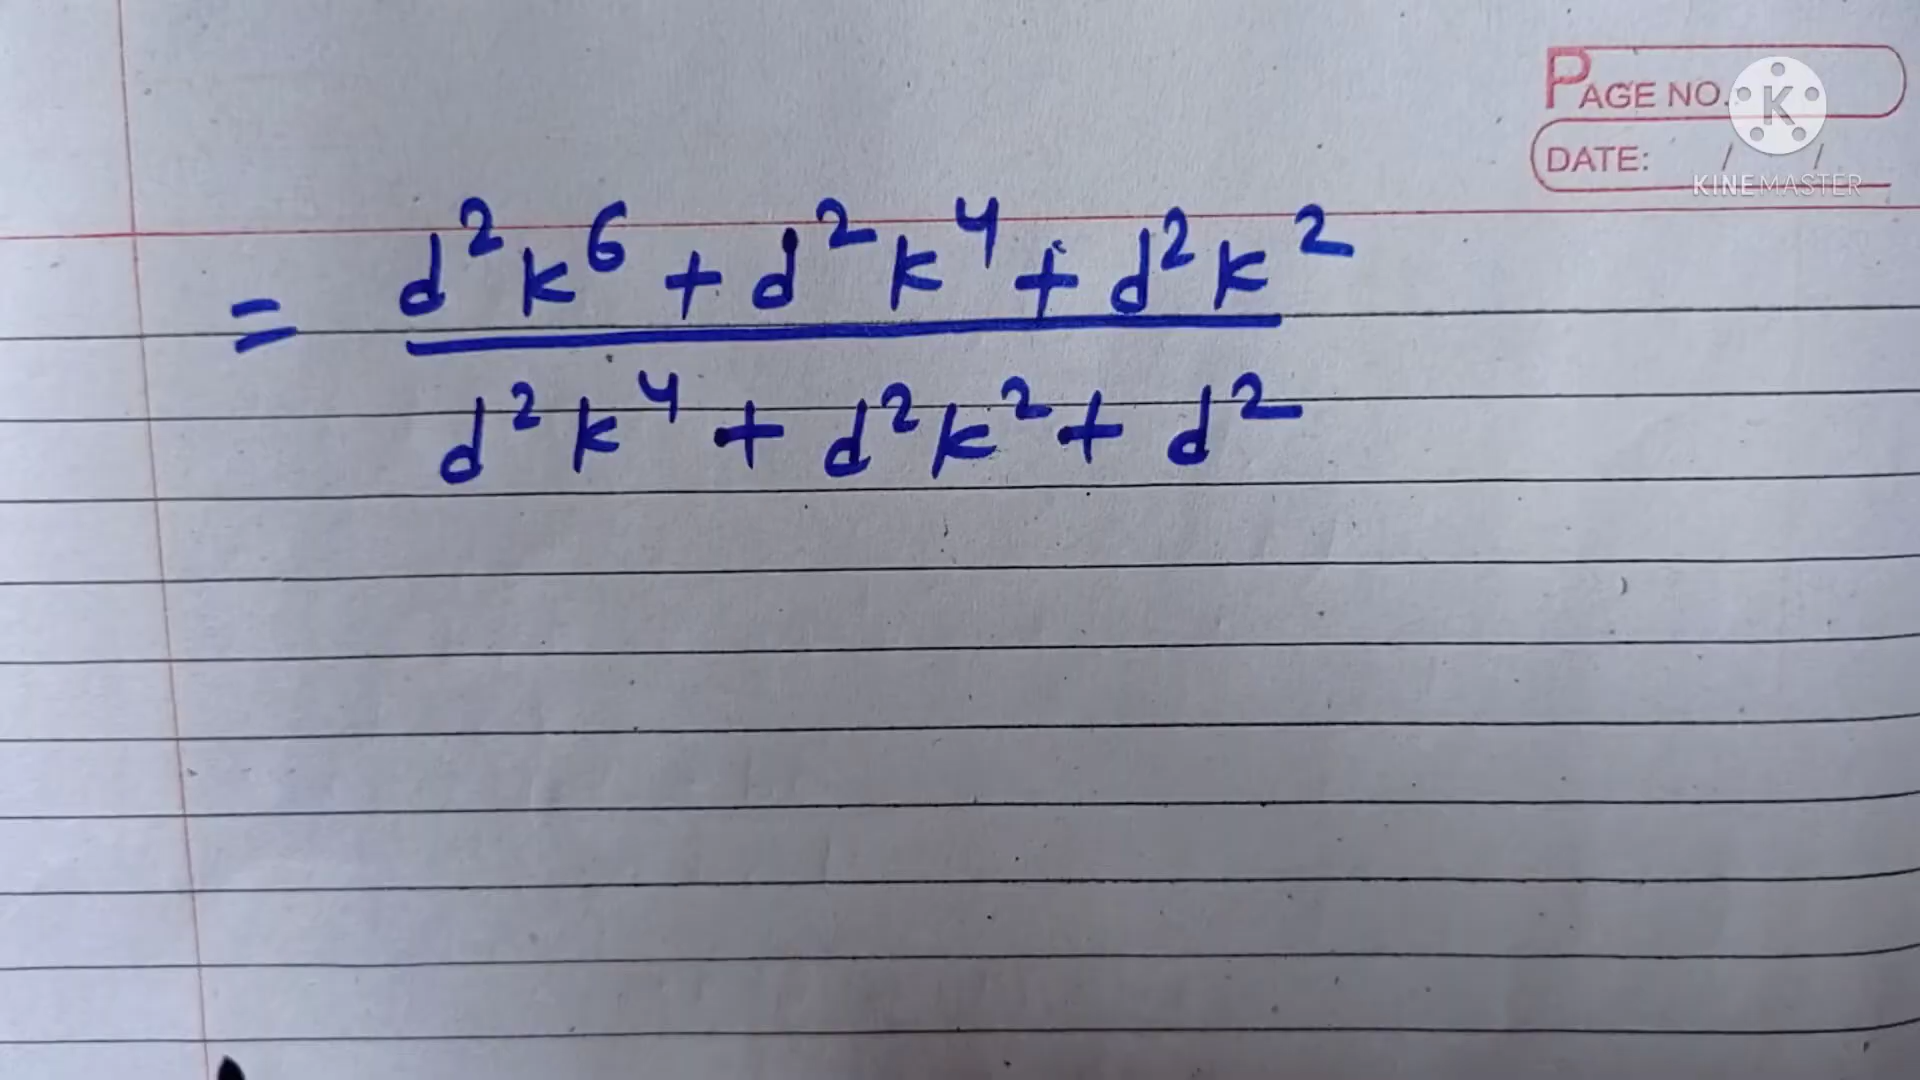 PAGE NO.
DATE: / /
K
KINEMASTER
= d²k⁶ + d²k⁴ + d²k²
d²k⁴ + d²k² + d²